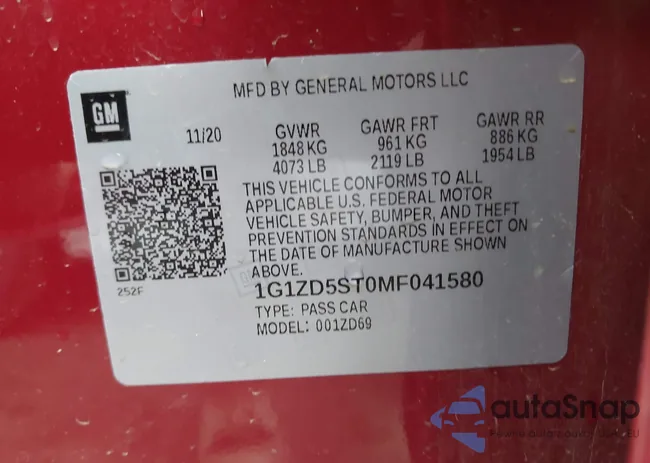 MFD BY GENERAL MOTORS LLC
GM
11/20 GVWR GAWR FRT GAWR RR
1848 KG 961 KG 886 KG
4073 LB 2119 LB 1954 LB
THIS VEHICLE CONFORMS TO ALL
APPLICABLE U.S. FEDERAL MOTOR
VEHICLE SAFETY, BUMPER, AND THEFT
PREVENTION STANDARDS IN EFFECT ON
THE DATE OF MANUFACTURE SHOWN
ABOVE.
252F
1G1ZD5ST0MF041580
TYPE: PASS CAR
MODEL: 001ZD69
autaSnap